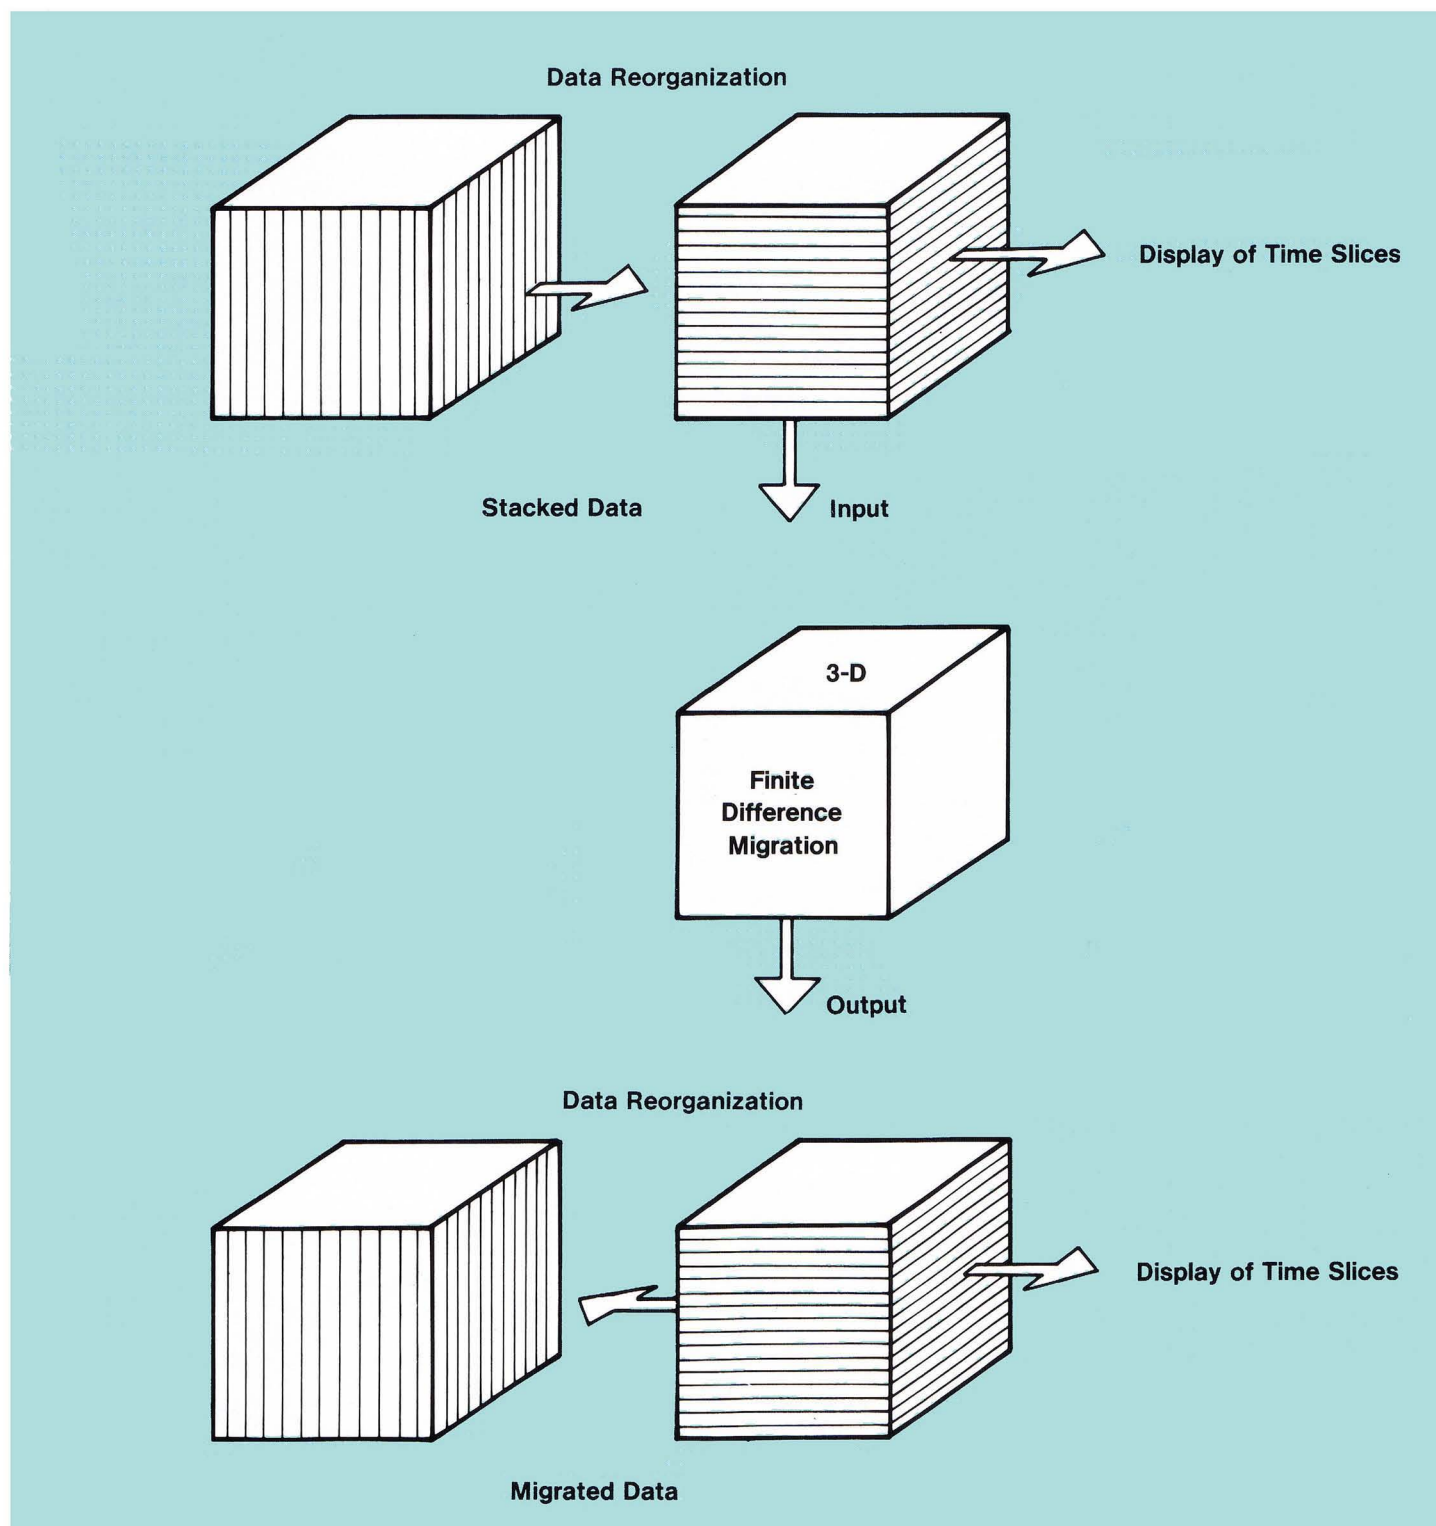 Data Reorganization
Display of Time Slices
Stacked Data
Input
3-D
Finite
Difference
Migration
Output
Data Reorganization
Display of Time Slices
Migrated Data